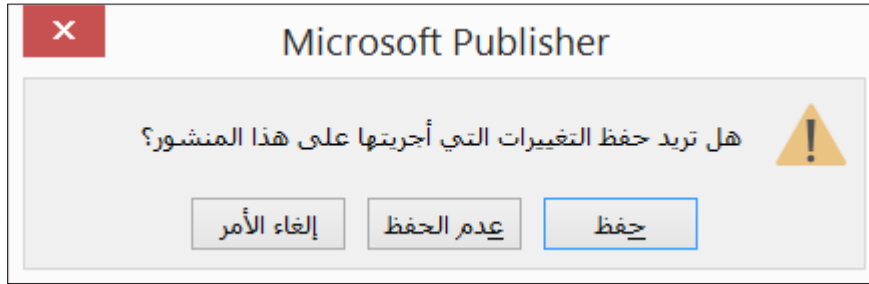 Microsoft Publisher
هل تريد حفظ التغييرات التي أجريتها على هذا المنشور؟
حفظ عدم الحفظ إلغاء الأمر